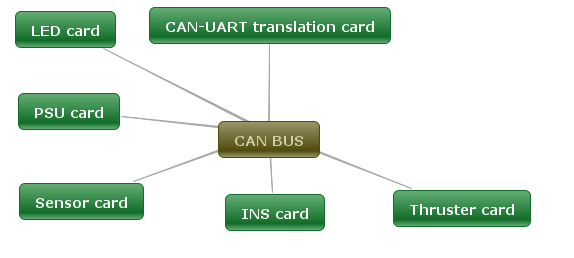 LED card
CAN-UART translation card
PSU card
CAN BUS
Sensor card
INS card
Thruster card